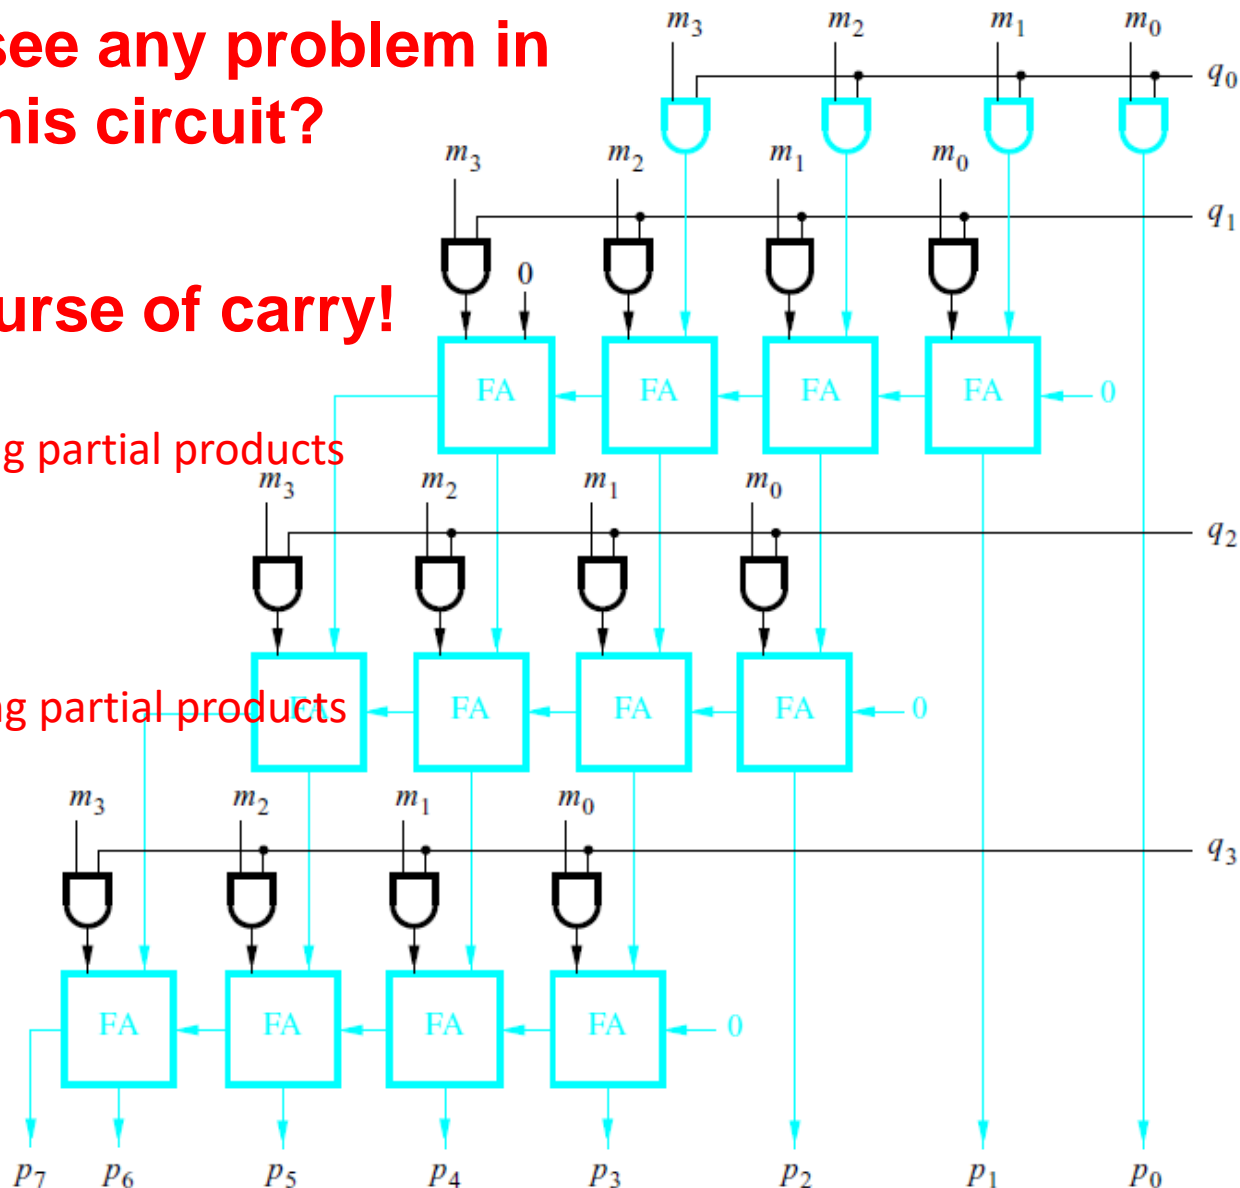 see any problem in
his circuit?
urse of carry!
g partial products
ng partial products
m3 m2 m1 m0
q0
m3 m2 m1 m0
q1
0
FA FA FA FA 0
m3 m2 m1 m0
q2
FA FA FA FA 0
m3 m2 m1 m0
q3
FA FA FA FA 0
p7 p6 p5 p4 p3 p2 p1 p0